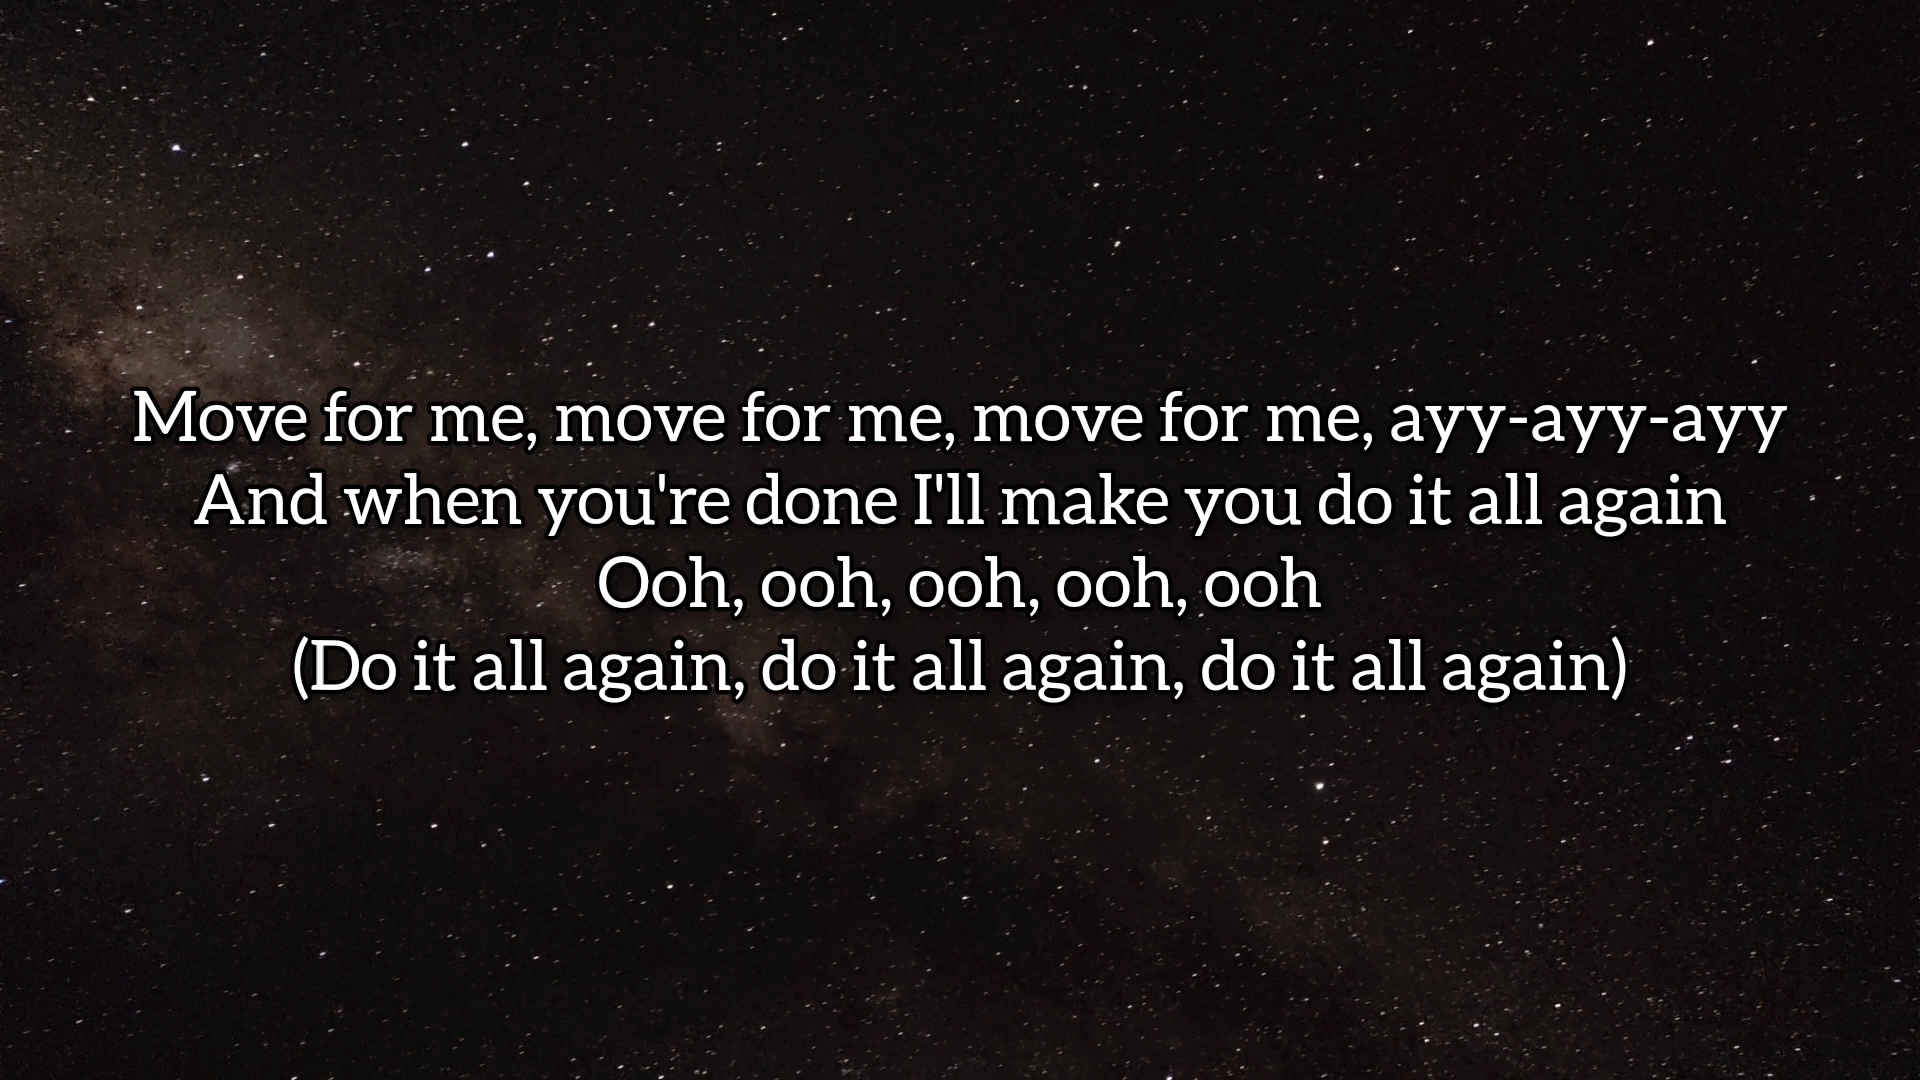 Move for me, move for me, move for me, ayy-ayy-ayy
And when you're done I'll make you do it all again
Ooh, ooh, ooh, ooh, ooh
(Do it all again, do it all again, do it all again)